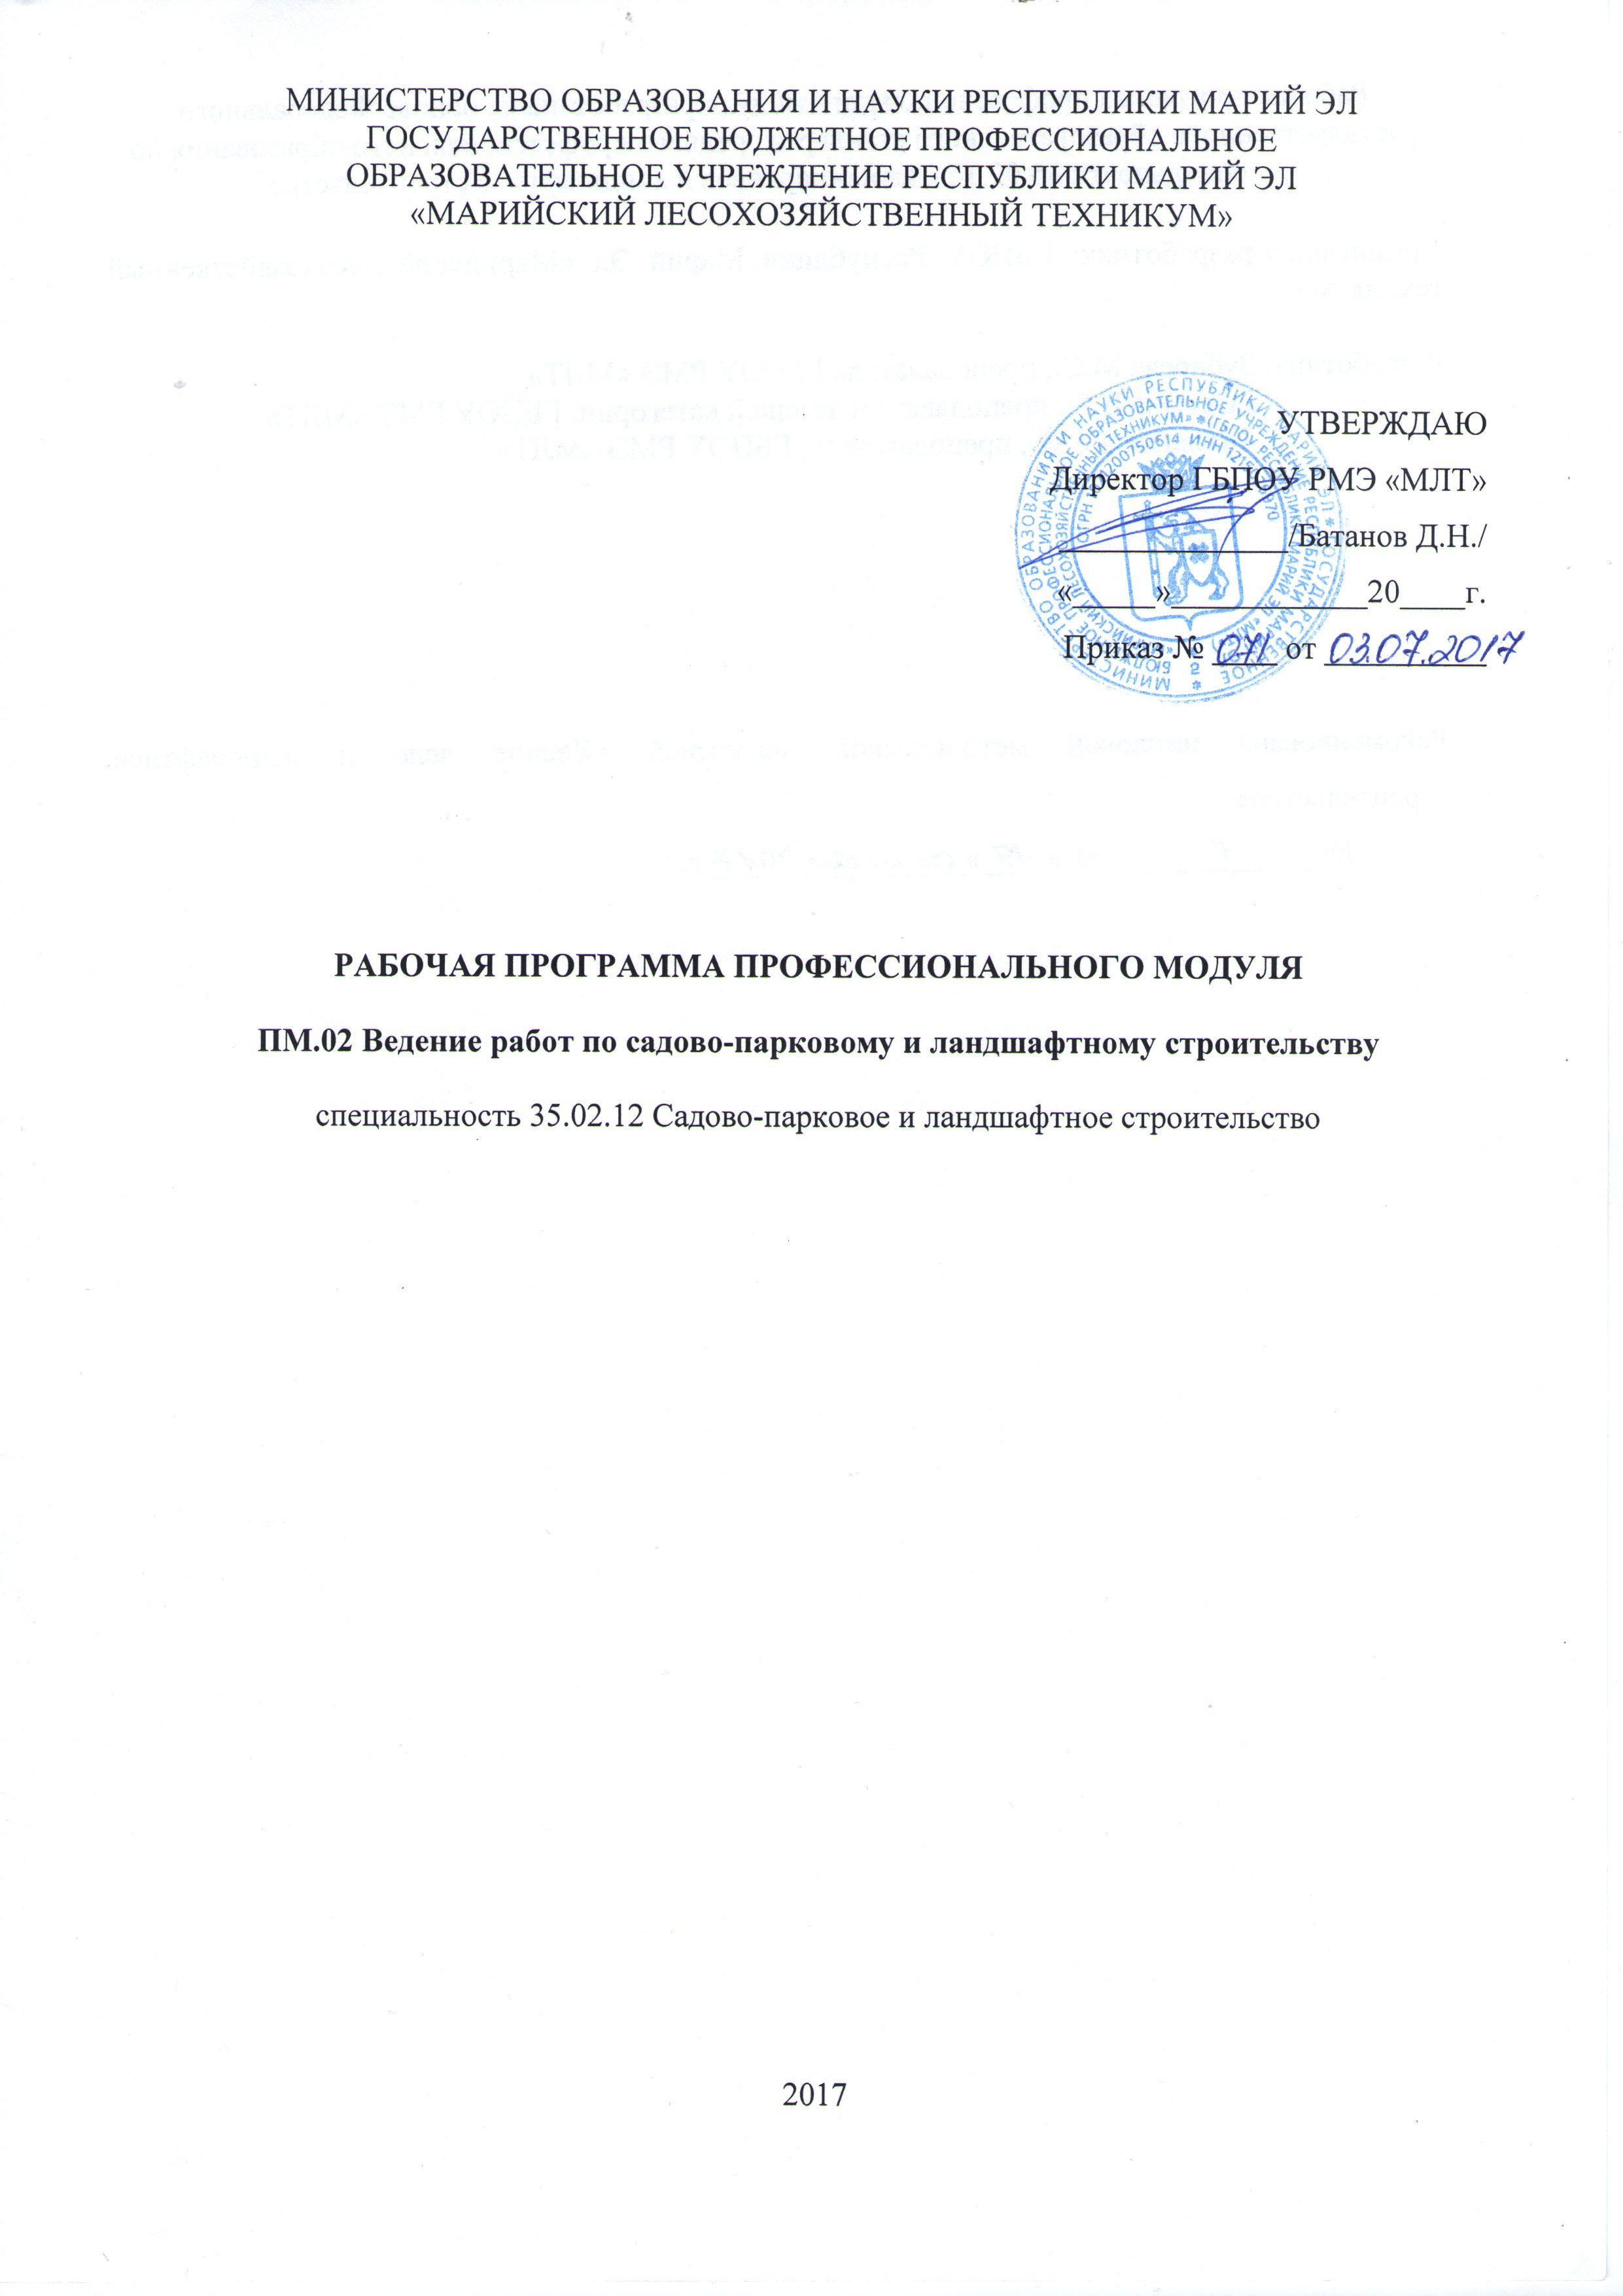 МИНИСТЕРСТВО ОБРАЗОВАНИЯ И НАУКИ РЕСПУБЛИКИ МАРИЙ ЭЛ
ГОСУДАРСТВЕННОЕ БЮДЖЕТНОЕ ПРОФЕССИОНАЛЬНОЕ
ОБРАЗОВАТЕЛЬНОЕ УЧРЕЖДЕНИЕ РЕСПУБЛИКИ МАРИЙ ЭЛ
«МАРИЙСКИЙ ЛЕСОХОЗЯЙСТВЕННЫЙ ТЕХНИКУМ»
УТВЕРЖДАЮ
Директор ГБПОУ РМЭ «МЛТ»
______________/Батанов Д.Н./
«_____»____________20____г.
Приказ № 071 от 03.07.2017
РАБОЧАЯ ПРОГРАММА ПРОФЕССИОНАЛЬНОГО МОДУЛЯ
ПМ.02 Ведение работ по садово-парковому и ландшафтному строительству
специальность 35.02.12 Садово-парковое и ландшафтное строительство
2017